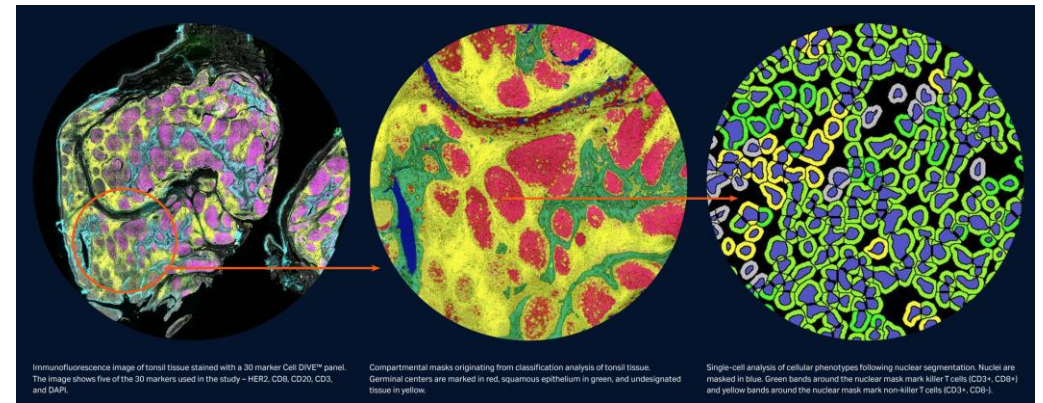 Immunofluorescence image of tonsil tissue stained with a 30 marker Cell DIVE™ panel.
The image shows five of the 30 markers used in the study – HER2, CD8, CD20, CD3,
and DAPI.
Compartmental masks originating from classification analysis of tonsil tissue.
Germinal centers are marked in red, squamous epithelium in green, and undesignated
tissue in yellow.
Single-cell analysis of cellular phenotypes following nuclear segmentation. Nuclei are
masked in blue. Green bands around the nuclear mask mark killer T cells (CD3+, CD8+)
and yellow bands around the nuclear mask mark non-killer T cells (CD3+, CD8-).